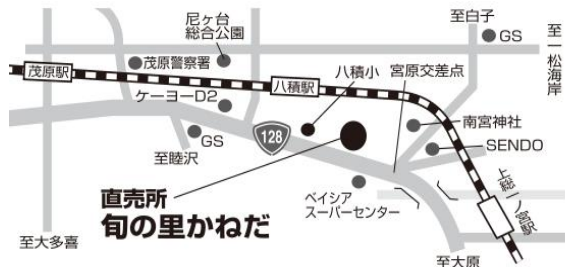 尼ヶ台
総合公園
至白子
GS
至一松海岸
茂原警察署
茂原駅
八積駅
八積小
宮原交差点
ケーヨーD2
GS
128
南宮神社
SENDO
至睦沢
直売所
旬の里かねだ
ベイシア
スーパーセンター
上総一ノ宮駅
至大多喜
至大原